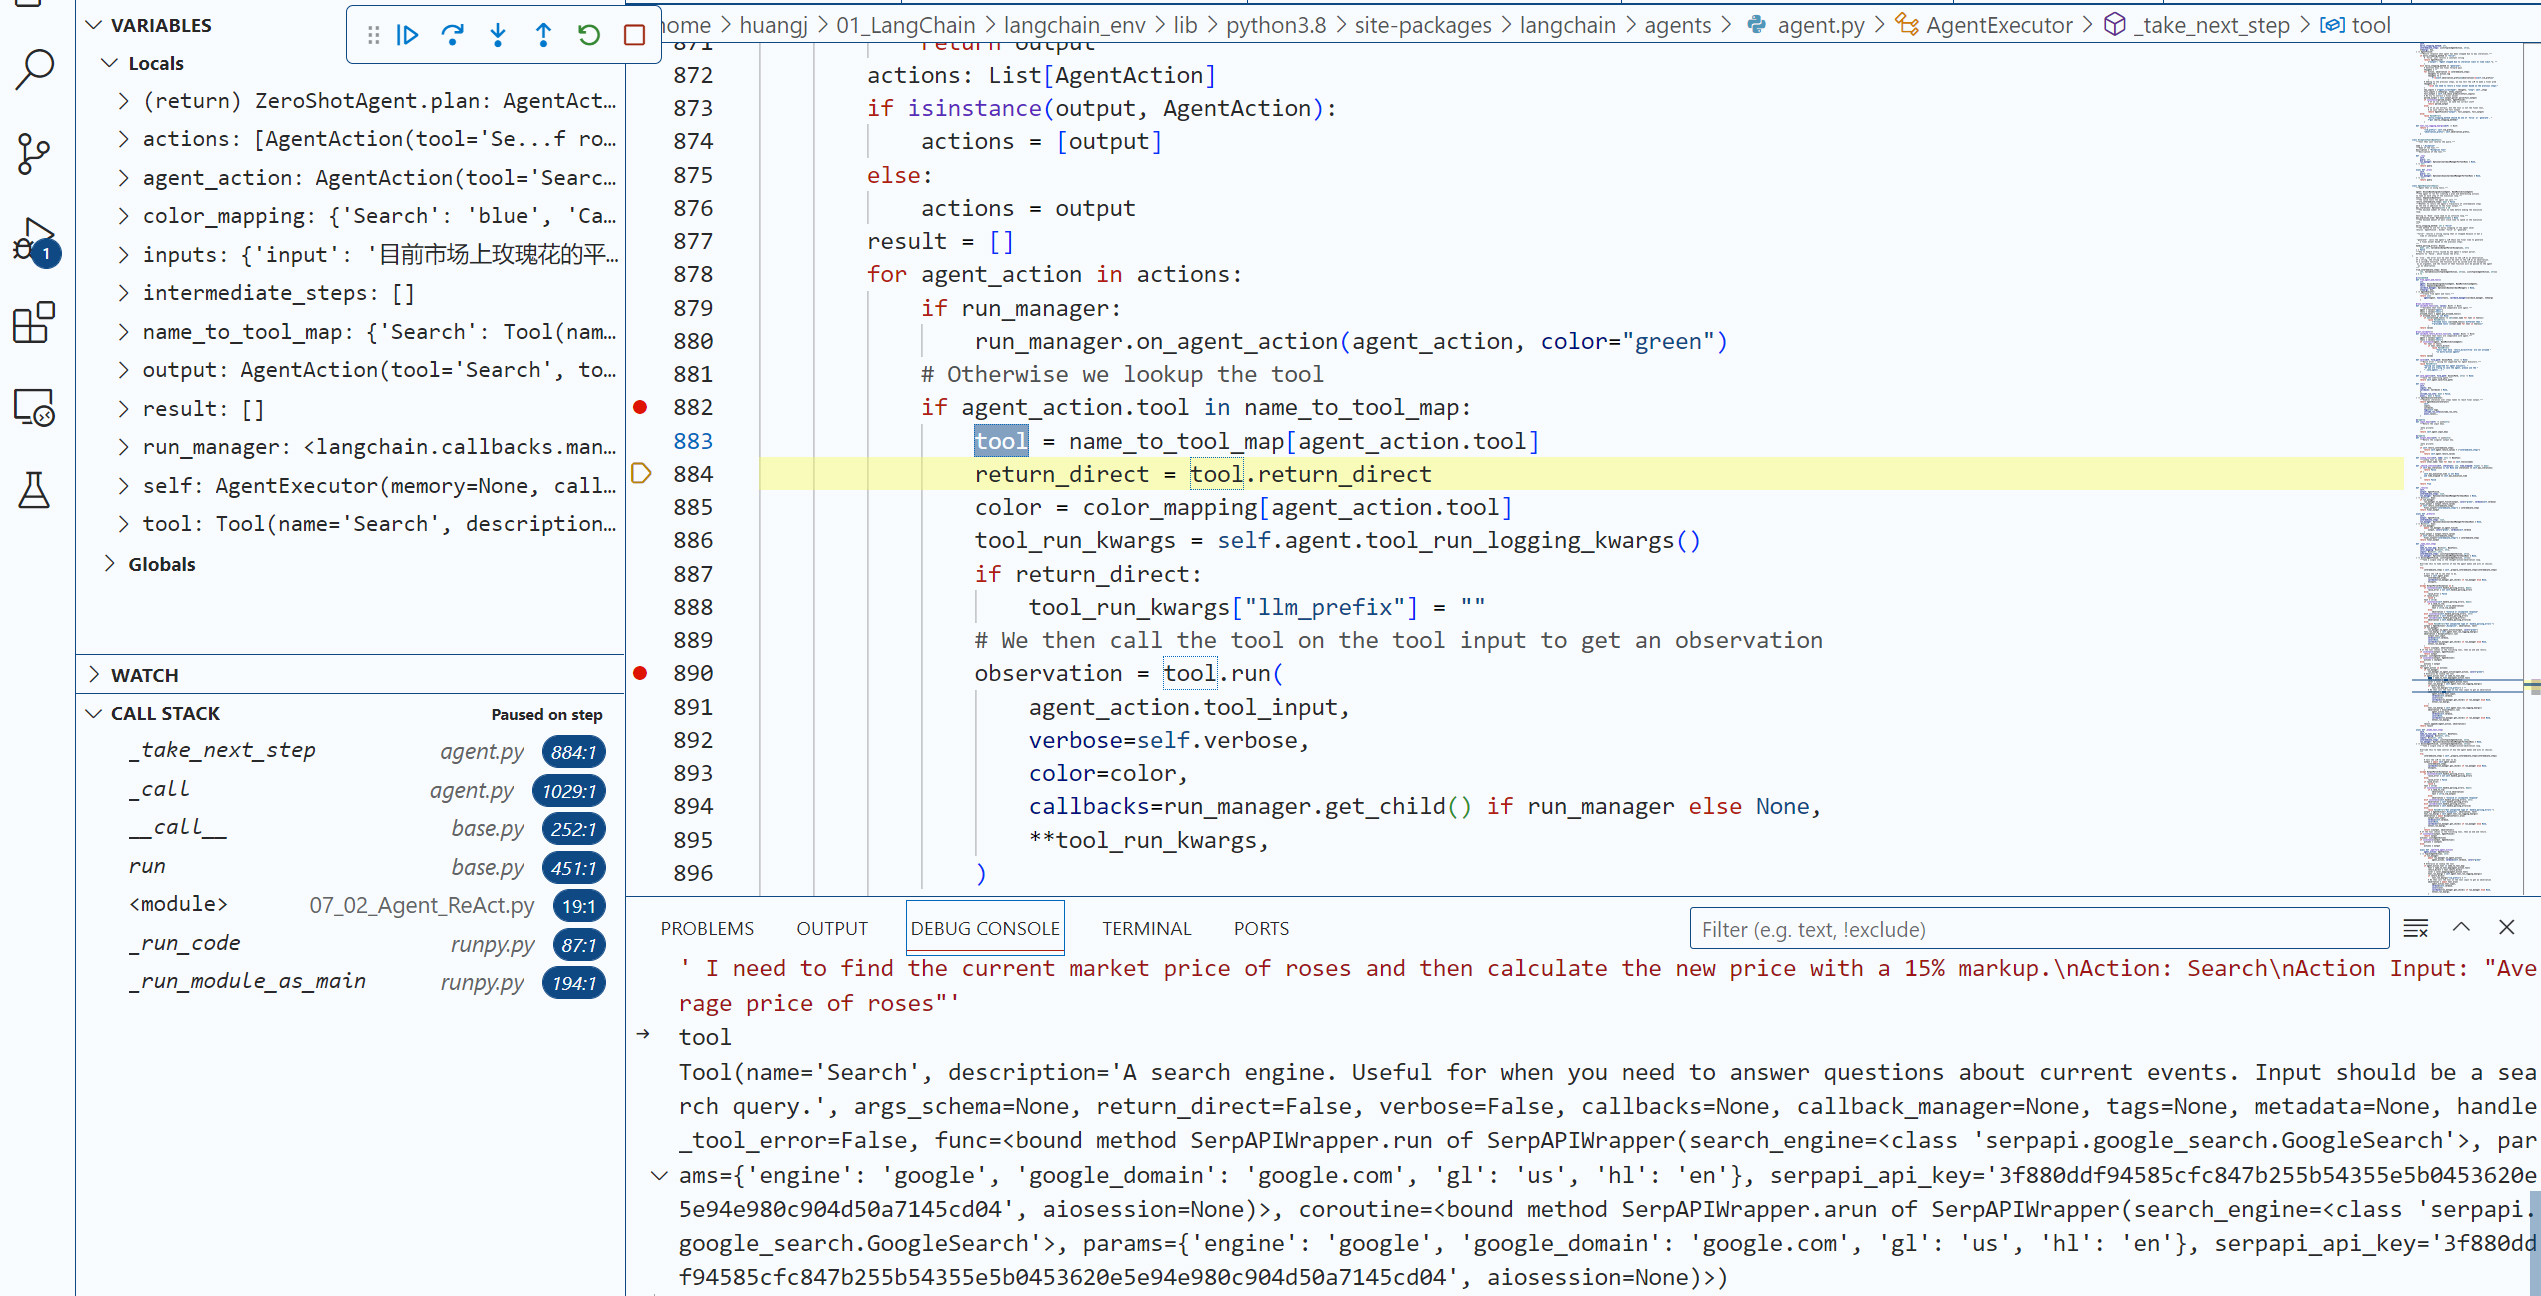 VARIABLES
Locals
(return) ZeroShotAgent.plan: AgentAct...
actions: [AgentAction(tool='Se...f ro...
agent_action: AgentAction(tool='Searc...
color_mapping: {'Search': 'blue', 'Ca...
inputs: {'input': '目前市场上玫瑰花的平...
intermediate_steps: []
name_to_tool_map: {'Search': Tool(nam...
output: AgentAction(tool='Search', to...
result: []
run_manager: <langchain.callbacks.man...
self: AgentExecutor(memory=None, call...
tool: Tool(name='Search', description...
Globals
WATCH
CALL STACK Paused on step
_take_next_step agent.py 884:1
_call agent.py 1029:1
__call__ base.py 252:1
run base.py 451:1
<module> 07_02_Agent_ReAct.py 19:1
_run_code runpy.py 87:1
_run_module_as_main runpy.py 194:1
1
home > huangj > 01_LangChain > langchain_env > lib > python3.8 > site-packages > langchain > agents > agent.py > AgentExecutor > _take_next_step > tool
871 return output
872 actions: List[AgentAction]
873 if isinstance(output, AgentAction):
874 actions = [output]
875 else:
876 actions = output
877 result = []
878 for agent_action in actions:
879 if run_manager:
880 run_manager.on_agent_action(agent_action, color="green")
881 # Otherwise we lookup the tool
882 if agent_action.tool in name_to_tool_map:
883 tool = name_to_tool_map[agent_action.tool]
884 return_direct = tool.return_direct
885 color = color_mapping[agent_action.tool]
886 tool_run_kwargs = self.agent.tool_run_logging_kwargs()
887 if return_direct:
888 tool_run_kwargs["llm_prefix"] = ""
889 # We then call the tool on the tool input to get an observation
890 observation = tool.run(
891 agent_action.tool_input,
892 verbose=self.verbose,
893 color=color,
894 callbacks=run_manager.get_child() if run_manager else None,
895 **tool_run_kwargs,
896 )
PROBLEMS OUTPUT DEBUG CONSOLE TERMINAL PORTS Filter (e.g. text, !exclude)
' I need to find the current market price of roses and then calculate the new price with a 15% markup.\nAction: Search\nAction Input: "Ave
rage price of roses"'
tool
Tool(name='Search', description='A search engine. Useful for when you need to answer questions about current events. Input should be a sea
rch query.', args_schema=None, return_direct=False, verbose=False, callbacks=None, callback_manager=None, tags=None, metadata=None, handle
_tool_error=False, func=<bound method SerpAPIWrapper.run of SerpAPIWrapper(search_engine=<class 'serpapi.google_search.GoogleSearch'>, par
ams={'engine': 'google', 'google_domain': 'google.com', 'gl': 'us', 'hl': 'en'}, serpapi_api_key='3f880ddf94585cfc847b255b54355e5b0453620e
5e94e980c904d50a7145cd04', aiosession=None)>, coroutine=<bound method SerpAPIWrapper.arun of SerpAPIWrapper(search_engine=<class 'serpapi.
google_search.GoogleSearch'>, params={'engine': 'google', 'google_domain': 'google.com', 'gl': 'us', 'hl': 'en'}, serpapi_api_key='3f880dd
f94585cfc847b255b54355e5b0453620e5e94e980c904d50a7145cd04', aiosession=None)>)